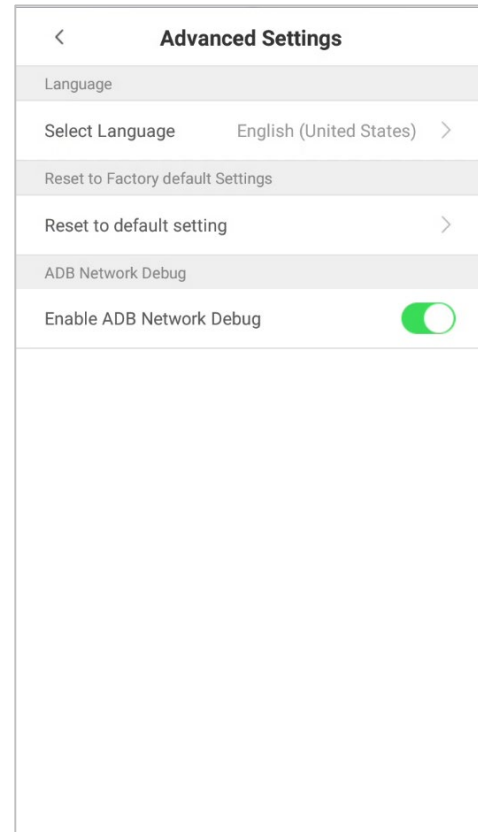 Advanced Settings
Language
Select Language English (United States)
Reset to Factory default Settings
Reset to default setting
ADB Network Debug
Enable ADB Network Debug